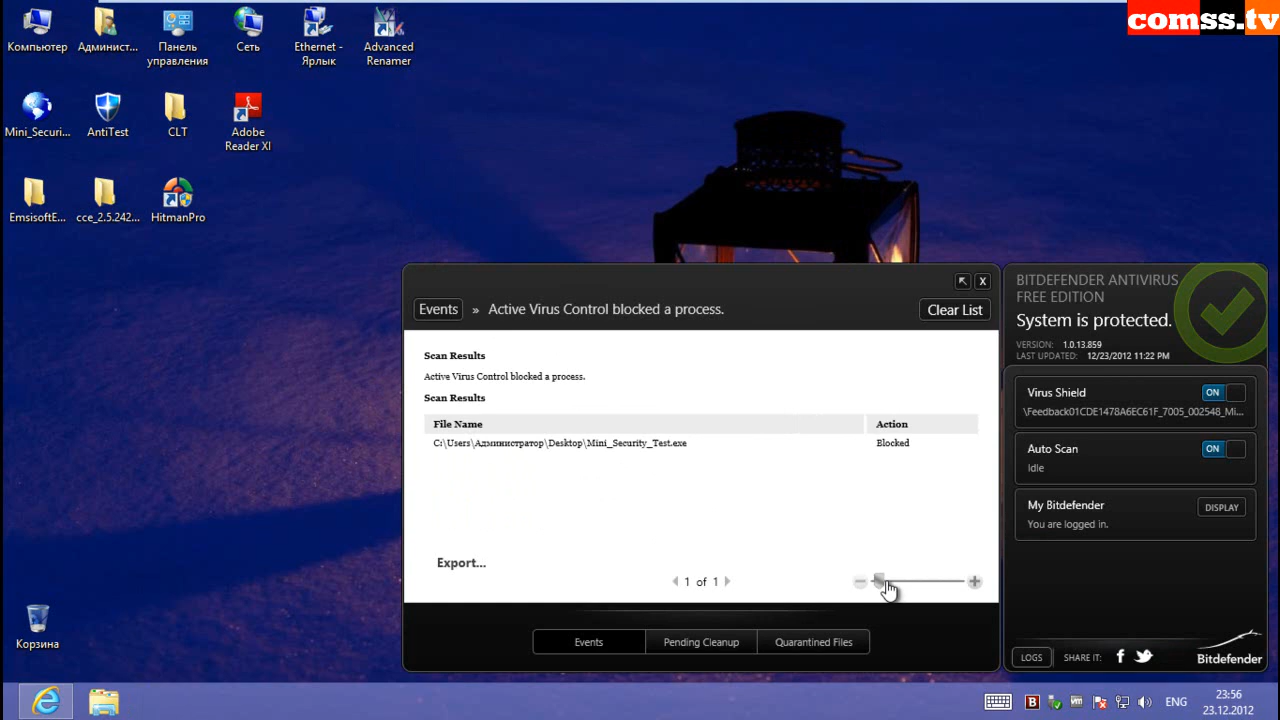 comss.tv
Компьютер
Админист...
Панель
управления
Сеть
Ethernet -
Ярлык
Advanced
Renamer
Mini_Securi...
AntiTest
CLT
Adobe
Reader XI
EmsisoftE...
cce_2.5.242...
HitmanPro
Корзина
X
Events » Active Virus Control blocked a process.
Clear List
Scan Results
Active Virus Control blocked a process.
Scan Results
File Name Action
C:\Users\Администратор\Desktop\Mini_Security_Test.exe Blocked
Export...
1 of 1
Events Pending Cleanup Quarantined Files
BITDEFENDER ANTIVIRUS
FREE EDITION
System is protected.
VERSION: 1.0.13.859
LAST UPDATED: 12/23/2012 11:22 PM
Virus Shield ON
\Feedback01CDE1478A6EC61F_7005_002548_Mi...
Auto Scan ON
Idle
My Bitdefender DISPLAY
You are logged in.
LOGS SHARE IT: Bitdefender
ENG
23:56
23.12.2012